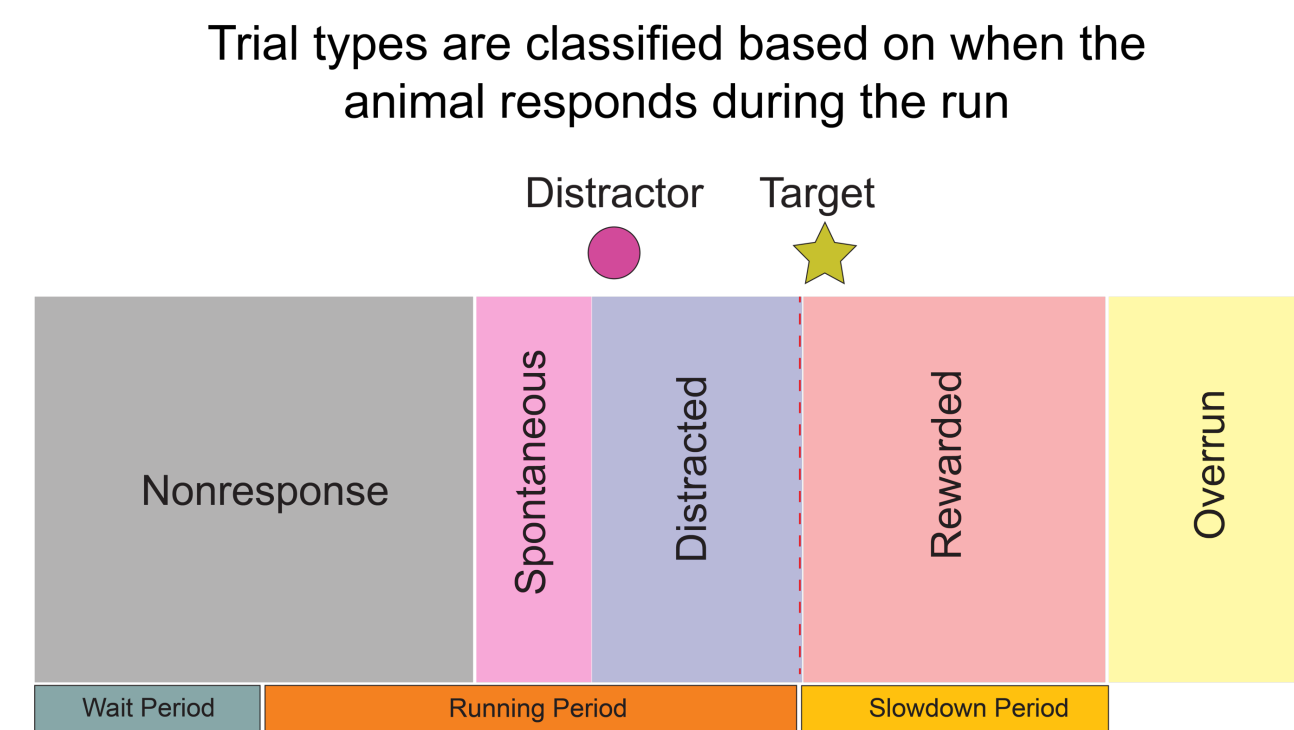 Trial types are classified based on when the
animal responds during the run
Distractor
Target
Nonresponse
Spontaneous
Distracted
Rewarded
Overrun
Wait Period
Running Period
Slowdown Period